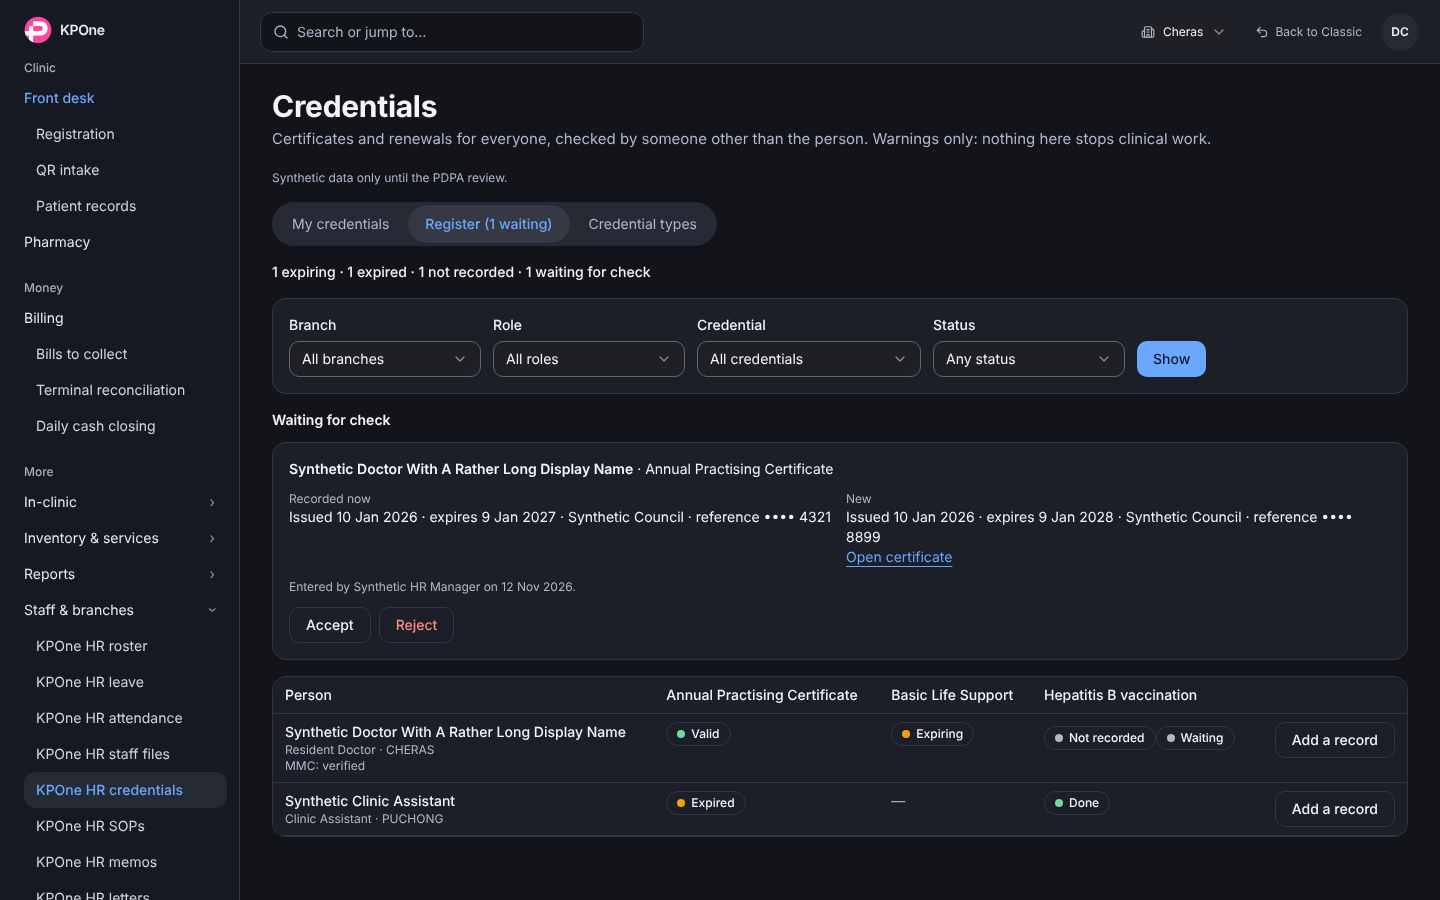 KPOne
Search or jump to...
Cheras
Back to Classic
DC
Clinic
Front desk
Registration
QR intake
Patient records
Pharmacy
Money
Billing
Bills to collect
Terminal reconciliation
Daily cash closing
More
In-clinic
Inventory & services
Reports
Staff & branches
KPOne HR roster
KPOne HR leave
KPOne HR attendance
KPOne HR staff files
KPOne HR credentials
KPOne HR SOPs
KPOne HR memos
KPOne HR letters
Credentials
Certificates and renewals for everyone, checked by someone other than the person. Warnings only: nothing here stops clinical work.
Synthetic data only until the PDPA review.
My credentials
Register (1 waiting)
Credential types
1 expiring · 1 expired · 1 not recorded · 1 waiting for check
Branch
Role
Credential
Status
All branches
All roles
All credentials
Any status
Show
Waiting for check
Synthetic Doctor With A Rather Long Display Name · Annual Practising Certificate
Recorded now
Issued 10 Jan 2026 · expires 9 Jan 2027 · Synthetic Council · reference •••• 4321
New
Issued 10 Jan 2026 · expires 9 Jan 2028 · Synthetic Council · reference ••••
8899
Open certificate
Entered by Synthetic HR Manager on 12 Nov 2026.
Accept
Reject
Person
Annual Practising Certificate
Basic Life Support
Hepatitis B vaccination
Synthetic Doctor With A Rather Long Display Name
Resident Doctor · CHERAS
MMC: verified
Valid
Expiring
Not recorded
Waiting
Add a record
Synthetic Clinic Assistant
Clinic Assistant · PUCHONG
Expired
—
Done
Add a record